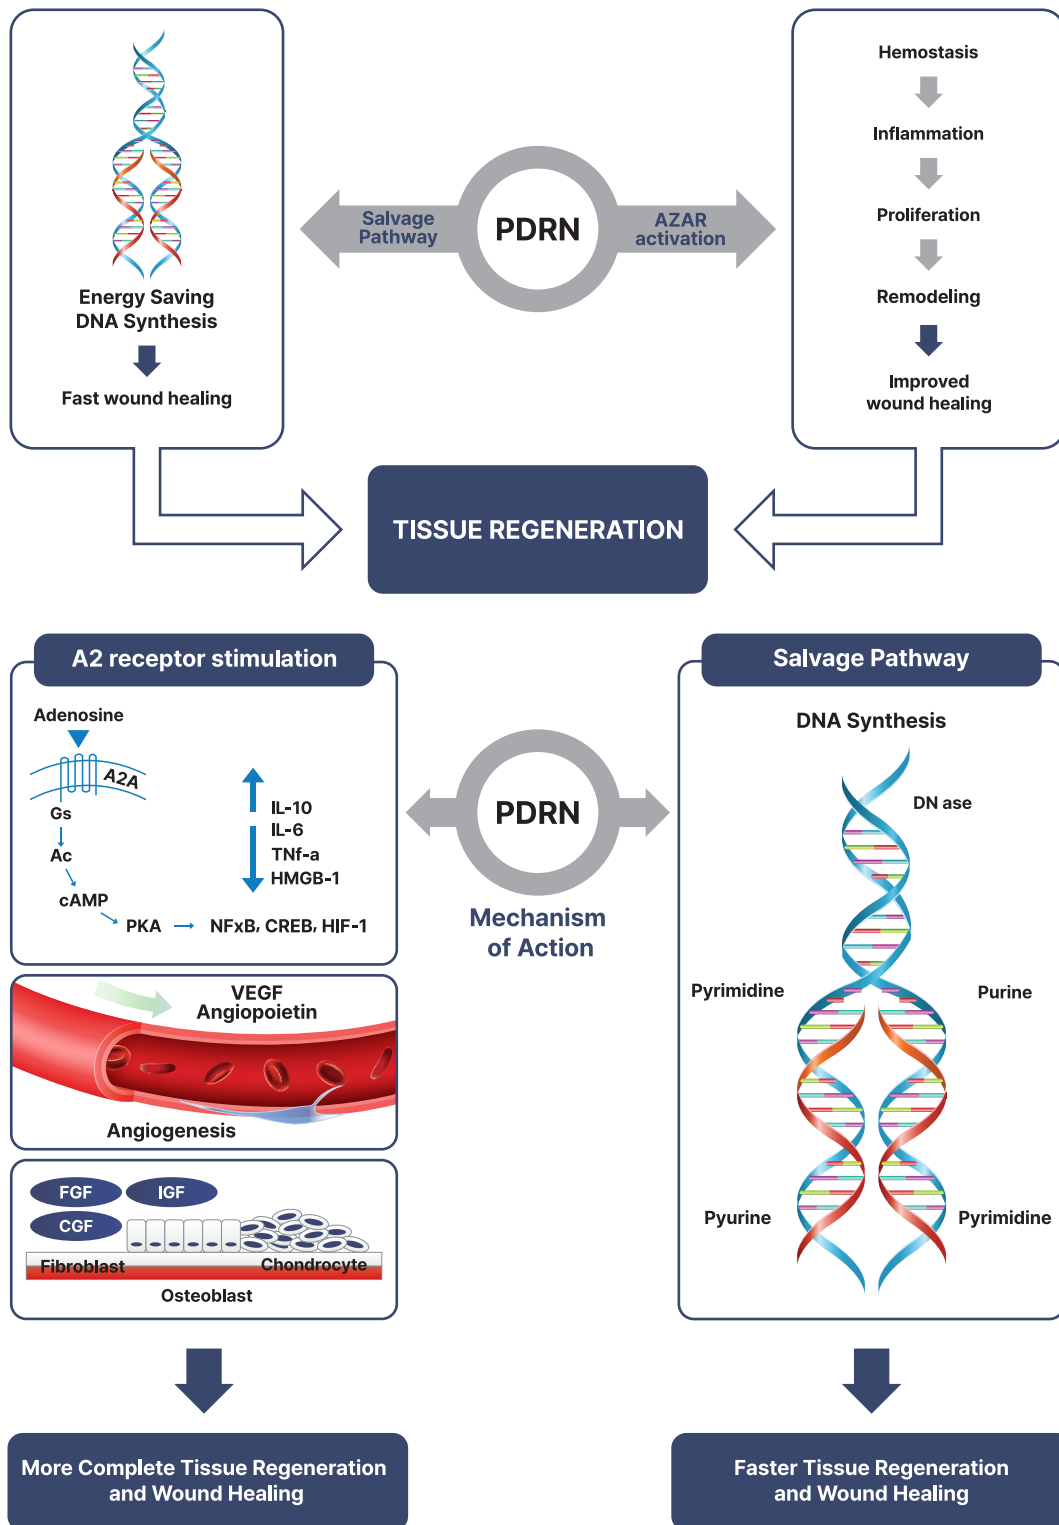 Energy Saving
DNA Synthesis
Fast wound healing
Salvage
Pathway
PDRN
AZAR
activation
Hemostasis
Inflammation
Proliferation
Remodeling
Improved
wound healing
TISSUE REGENERATION
A2 receptor stimulation
Adenosine
A2A
Gs
Ac
cAMP
PKA
NFxB, CREB, HIF-1
IL-10
IL-6
TNf-a
HMGB-1
VEGF
Angiopoietin
Angiogenesis
FGF
IGF
CGF
Fibroblast
Chondrocyte
Osteoblast
More Complete Tissue Regeneration
and Wound Healing
PDRN
Mechanism
of Action
Salvage Pathway
DNA Synthesis
DN ase
Pyrimidine
Purine
Pyurine
Pyrimidine
Faster Tissue Regeneration
and Wound Healing